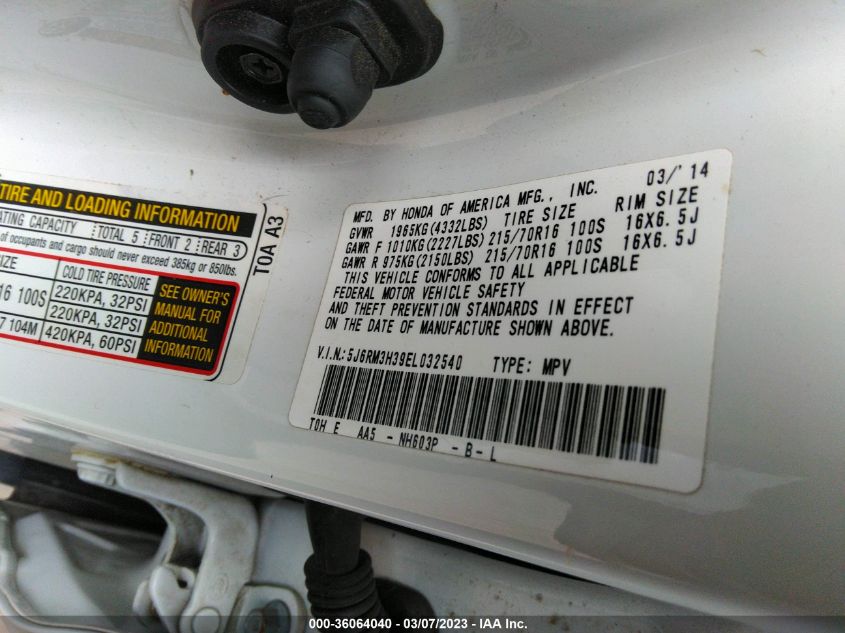 TIRE AND LOADING INFORMATION
ATING CAPACITY TOTAL 5 FRONT 2 REAR 3
of occupants and cargo should never exceed 385kg or 850lbs.
SIZE COLD TIRE PRESSURE
16 100S 220KPA, 32PSI
220KPA, 32PSI
7 104M 420KPA, 60PSI
SEE OWNER'S
MANUAL FOR
ADDITIONAL
INFORMATION
T0A A3
MFD. BY HONDA OF AMERICA MFG., INC. 03/'14
GVWR 1965KG(4332LBS) TIRE SIZE RIM SIZE
GAWR F 1010KG(2227LBS) 215/70R16 100S 16X6.5J
GAWR R 975KG(2150LBS) 215/70R16 100S 16X6.5J
THIS VEHICLE CONFORMS TO ALL APPLICABLE
FEDERAL MOTOR VEHICLE SAFETY
AND THEFT PREVENTION STANDARDS IN EFFECT
ON THE DATE OF MANUFACTURE SHOWN ABOVE.
V.I.N.:5J6RM3H39EL032540 TYPE: MPV
T0H E AA5 - NH603P - B - L
000-36064040 - 03/07/2023 - IAA Inc.